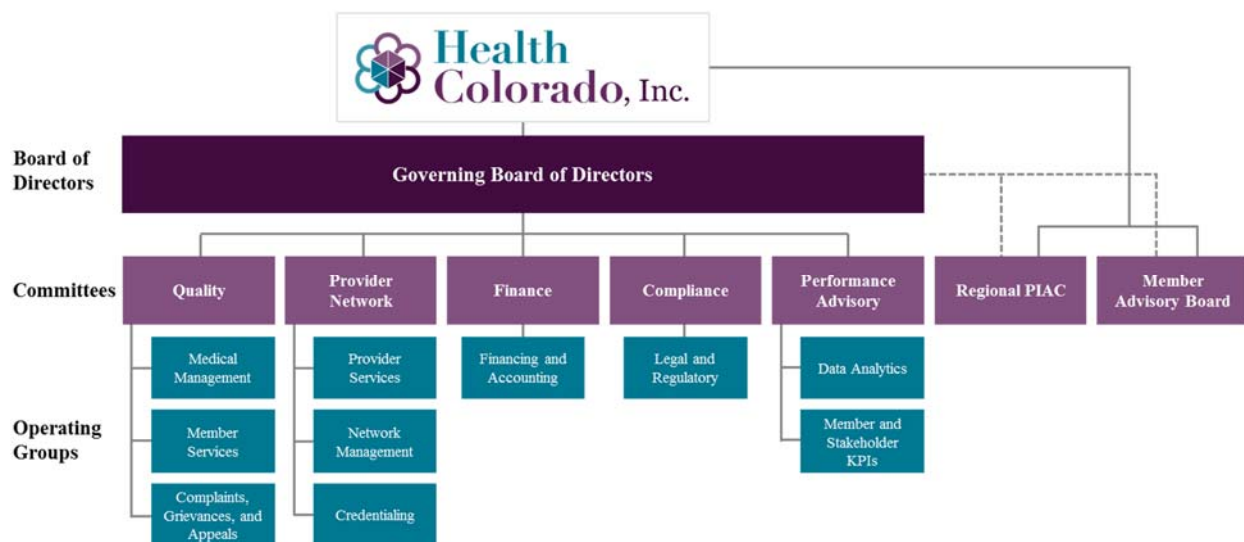 Health
Colorado, Inc.
Board of
Directors
Governing Board of Directors
Committees
Quality
Provider
Network
Finance
Compliance
Performance
Advisory
Regional PIAC
Member
Advisory Board
Operating
Groups
Medical
Management
Member
Services
Complaints,
Grievances, and
Appeals
Provider
Services
Network
Management
Credentialing
Financing and
Accounting
Legal and
Regulatory
Data Analytics
Member and
Stakeholder
KPIs